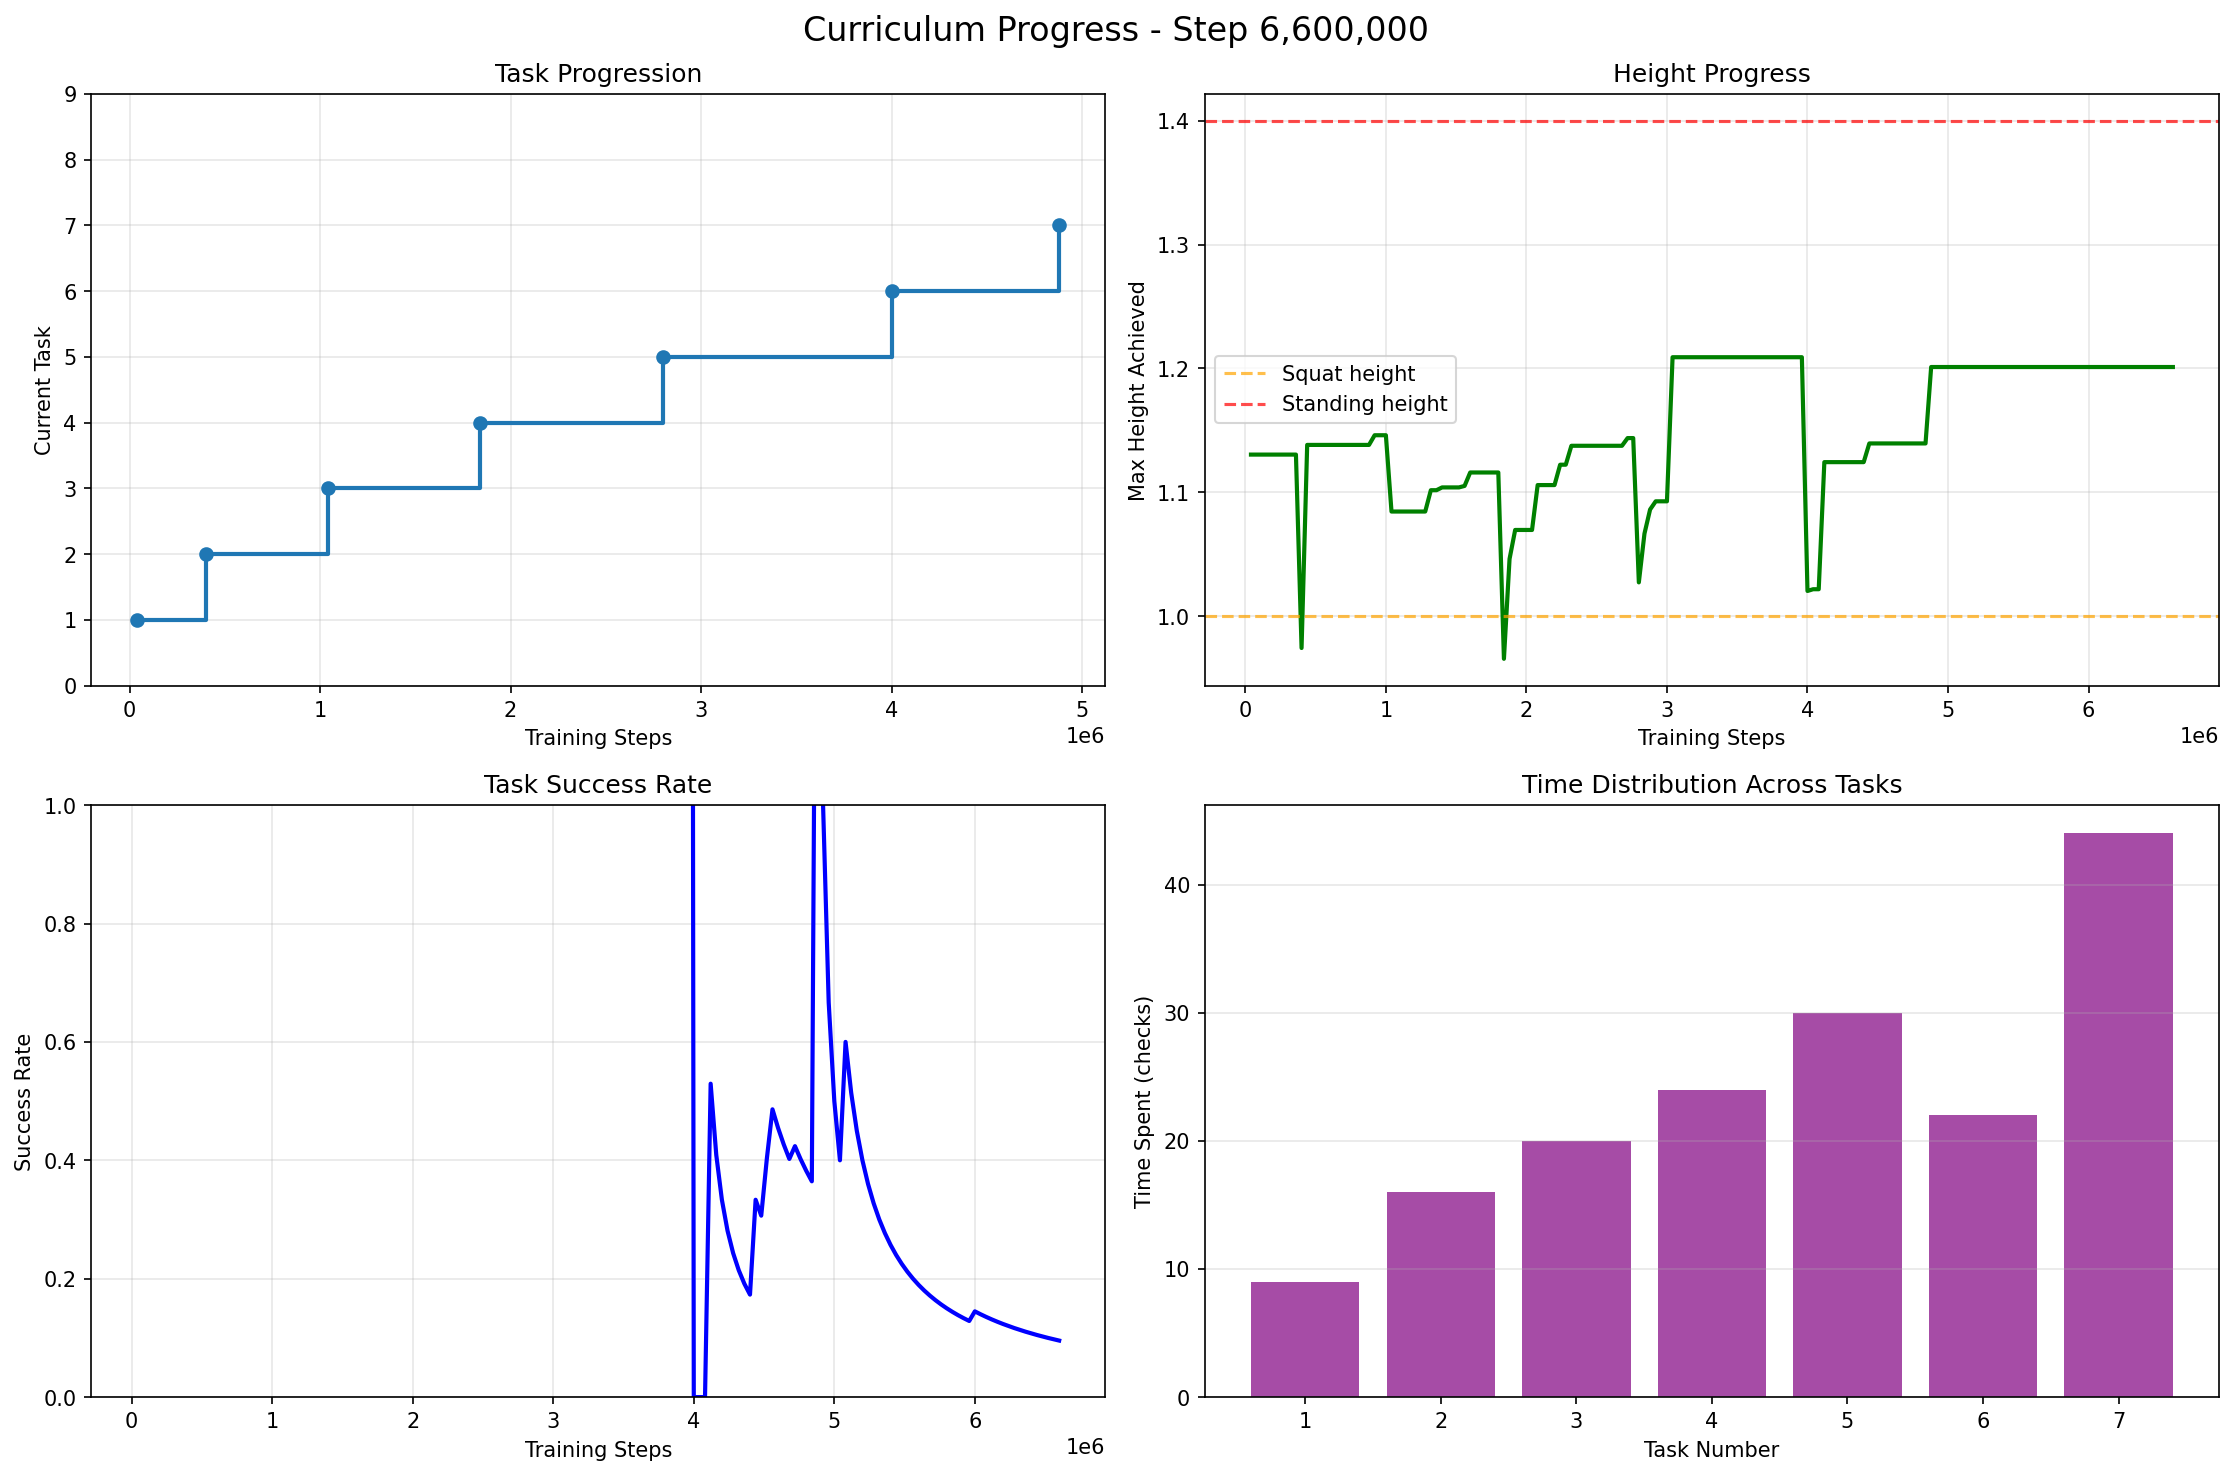 Curriculum Progress - Step 6,600,000
Task Progression
9
8
7
6
5
4
3
2
1
0
Current Task
0 1 2 3 4 5
1e6
Training Steps
Height Progress
1.4
1.3
1.2
1.1
1.0
Max Height Achieved
Squat height
Standing height
0 1 2 3 4 5 6
1e6
Training Steps
Task Success Rate
1.0
0.8
0.6
0.4
0.2
0.0
Success Rate
0 1 2 3 4 5 6
1e6
Training Steps
Time Distribution Across Tasks
40
30
20
10
0
Time Spent (checks)
1 2 3 4 5 6 7
Task Number